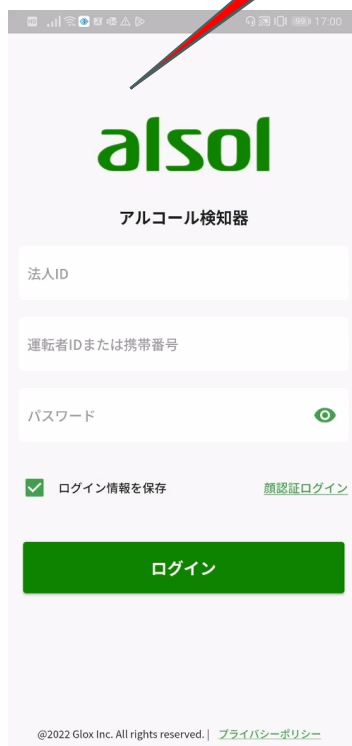 99 17:00
alsol
アルコール検知器
法人ID
運転者IDまたは携帯番号
パスワード
ログイン情報を保存 顔認証ログイン
ログイン
@2022 Glox Inc. All rights reserved. | プライバシーポリシー